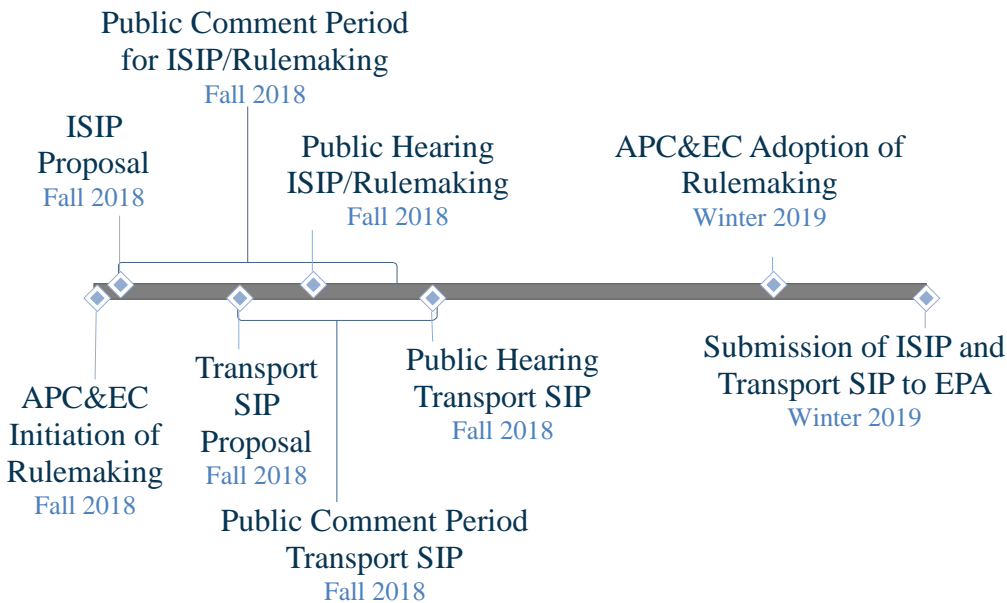 Public Comment Period
for ISIP/Rulemaking
Fall 2018
ISIP
Proposal
Fall 2018
Public Hearing
ISIP/Rulemaking
Fall 2018
APC&EC Adoption of
Rulemaking
Winter 2019
APC&EC
Initiation of
Rulemaking
Fall 2018
Transport
SIP
Proposal
Fall 2018
Public Comment Period
Transport SIP
Fall 2018
Public Hearing
Transport SIP
Fall 2018
Submission of ISIP and
Transport SIP to EPA
Winter 2019